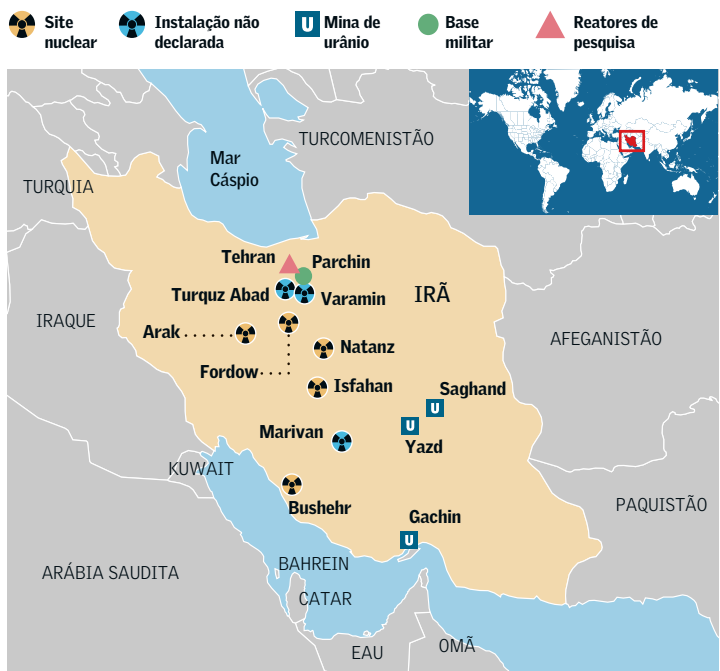 Site
nuclear
Instalação não
declarada
U
Mina de
urânio
Base
militar
Reatores de
pesquisa
TURCOMENISTÃO
Mar
Cáspio
TURQUIA
Tehran
Parchin
Turquz Abad
Varamin
IRÃ
IRAQUE
Arak
AFEGANISTÃO
Natanz
Fordow
Isfahan
Saghand
U
U
Marivan
Yazd
KUWAIT
Bushehr
PAQUISTÃO
Gachin
U
BAHREIN
ARÁBIA SAUDITA
CATAR
OMÃ
EAU